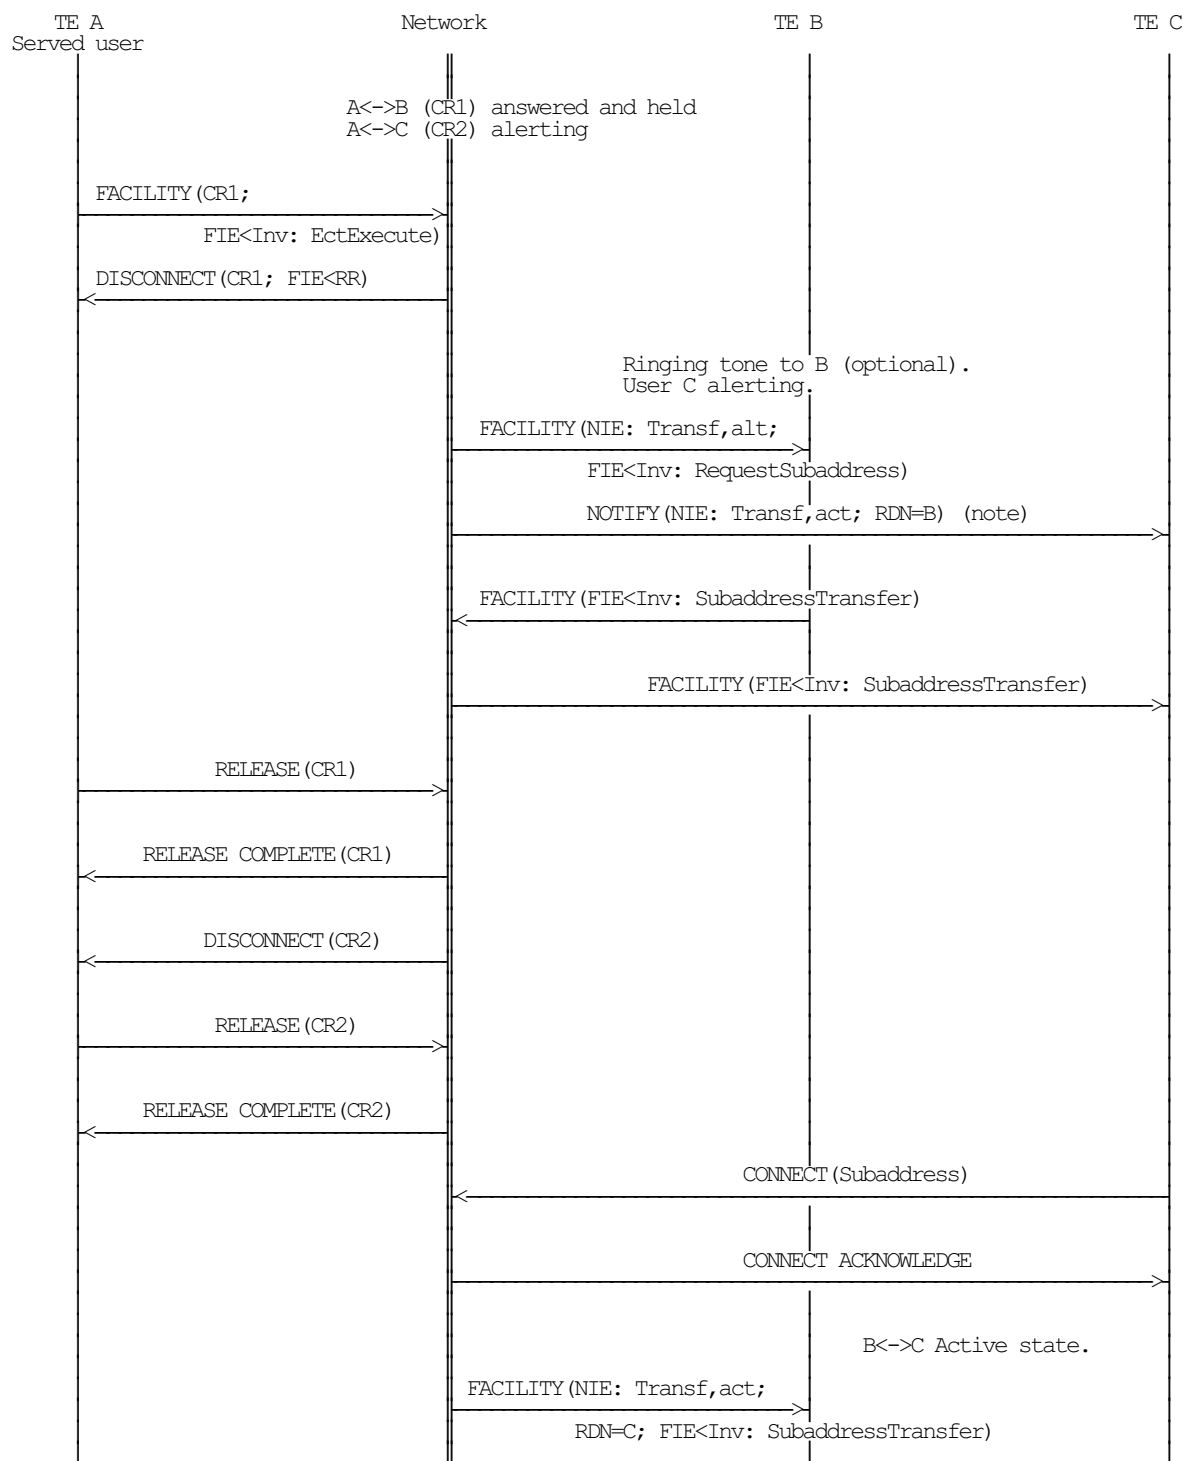 TE A Network TE B TE C
Served user
A<->B (CR1) answered and held
A<->C (CR2) alerting
FACILITY(CR1;
FIE<Inv: EctExecute)
DISCONNECT(CR1; FIE<RR)
Ringing tone to B (optional).
User C alerting.
FACILITY(NIE: Transf,alt;
FIE<Inv: RequestSubaddress)
NOTIFY(NIE: Transf,act; RDN=B) (note)
FACILITY(FIE<Inv: SubaddressTransfer)
FACILITY(FIE<Inv: SubaddressTransfer)
RELEASE(CR1)
RELEASE COMPLETE(CR1)
DISCONNECT(CR2)
RELEASE(CR2)
RELEASE COMPLETE(CR2)
CONNECT(Subaddress)
CONNECT ACKNOWLEDGE
B<->C Active state.
FACILITY(NIE: Transf,act;
RDN=C; FIE<Inv: SubaddressTransfer)